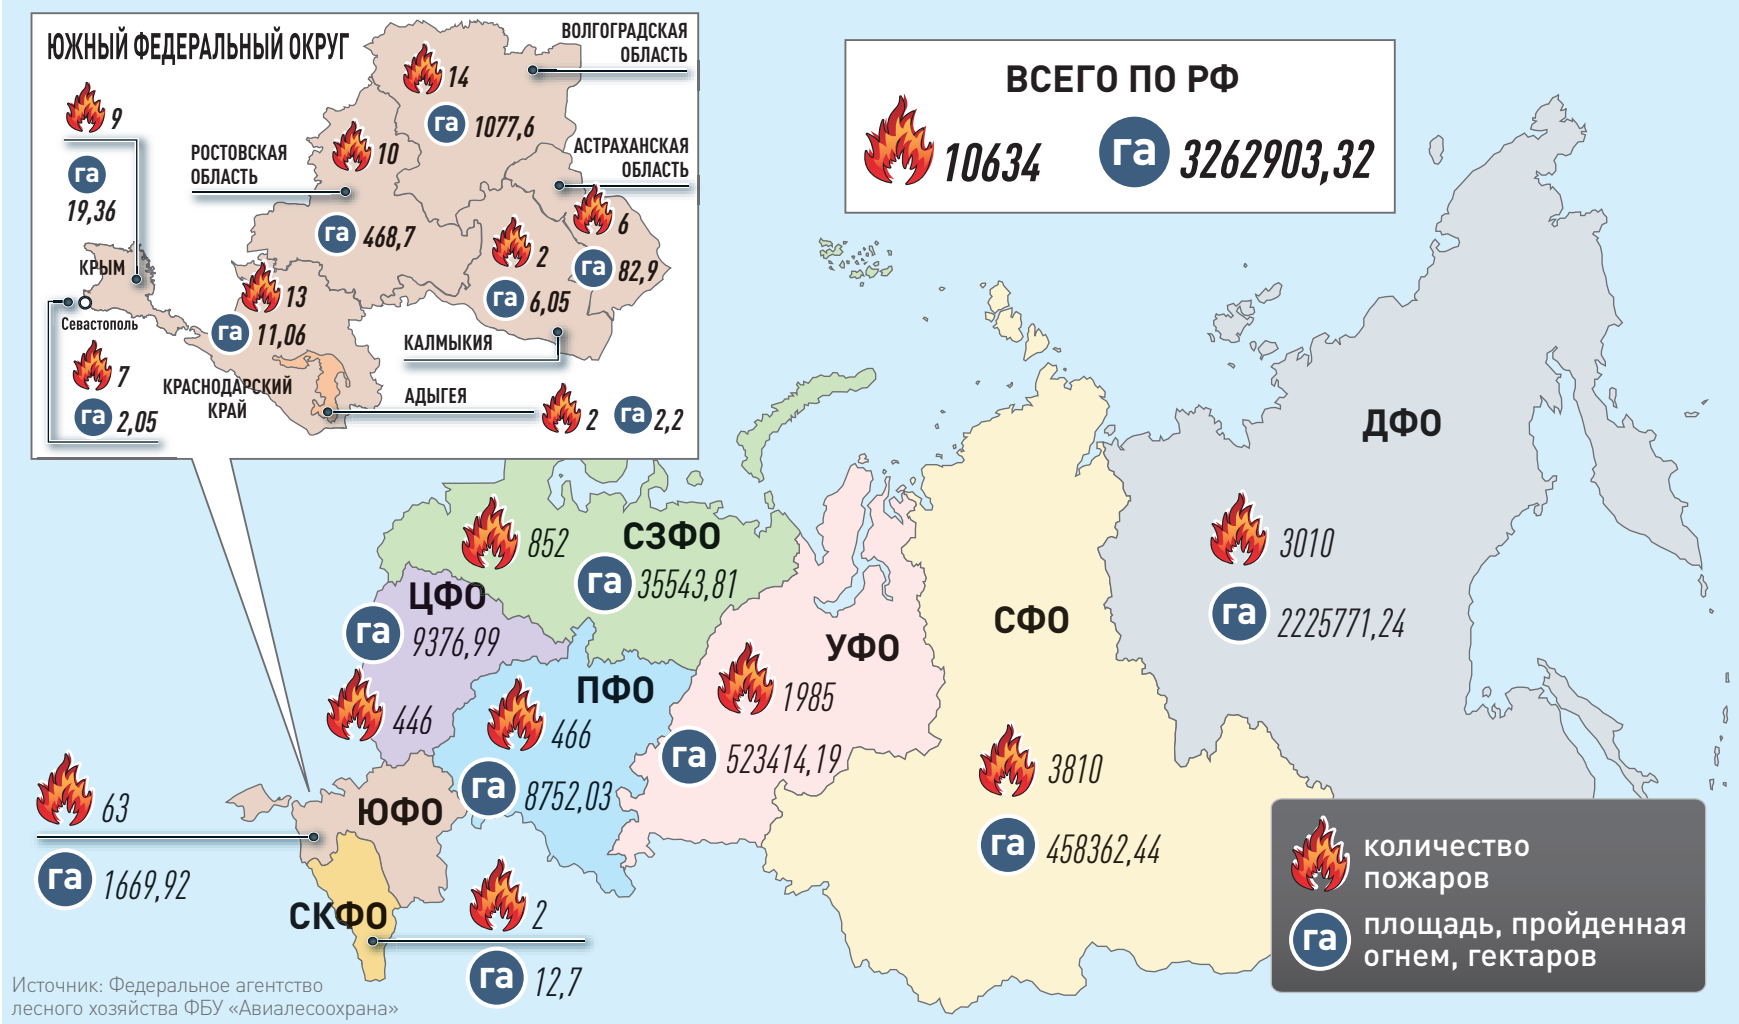 ЮЖНЫЙ ФЕДЕРАЛЬНЫЙ ОКРУГ
ВОЛГОГРАДСКАЯ
ОБЛАСТЬ
14
га 1077,6
9
га
19,36
РОСТОВСКАЯ
ОБЛАСТЬ
10
га 468,7
АСТРАХАНСКАЯ
ОБЛАСТЬ
6
га 82,9
2
га 6,05
КАЛМЫКИЯ
КРЫМ
Севастополь
7
га 2,05
13
га 11,06
КРАСНОДАРСКИЙ
КРАЙ
АДЫГЕЯ
2 га 2,2
ВСЕГО ПО РФ
10634 га 3262903,32
ДФО
3010
га 2225771,24
СЗФО
852
га 35543,81
ЦФО
га 9376,99
446
УФО
1985
га 523414,19
СФО
3810
га 458362,44
ПФО
466
га 8752,03
ЮФО
63
га 1669,92
СКФО
2
га 12,7
количество
пожаров
га площадь, пройденная
огнем, гектаров
Источник: Федеральное агентство
лесного хозяйства ФБУ «Авиалесоохрана»